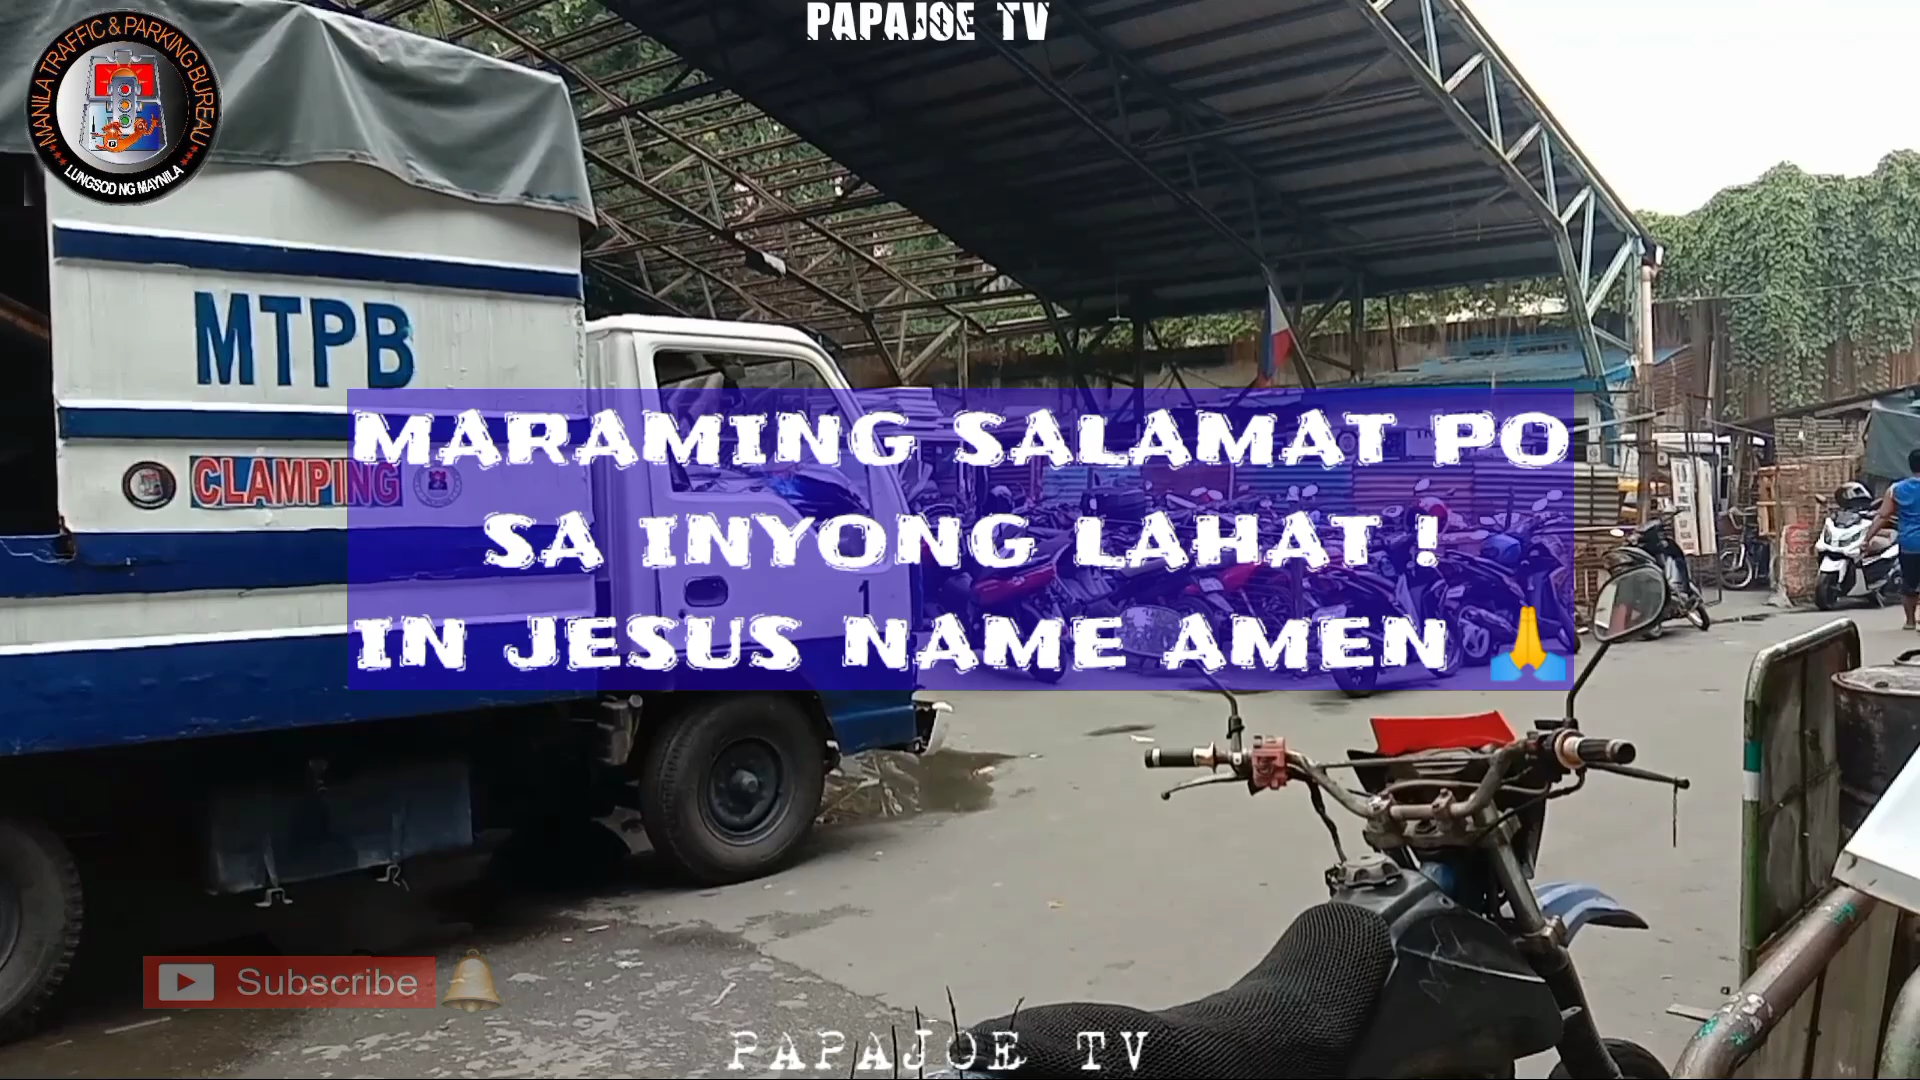 PAPAJOE TV
MANILA TRAFFIC & PARKING BUREAU
LUNGSOD NG MAYNILA
MTPB
CLAMPING
MARAMING SALAMAT PO
SA INYONG LAHAT !
IN JESUS NAME AMEN 🙏
1
Subscribe
PAPAJOE TV